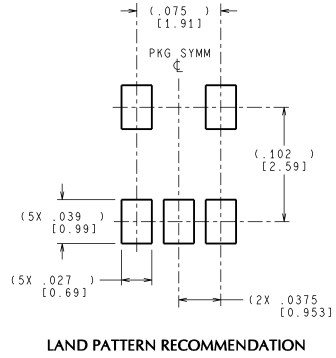 (.075 )
[1.91]
PKG SYMM
℄
(.102 )
[2.59]
(5X .039 )
[0.99]
(5X .027 )
[0.69]
(2X .0375
[0.953]
LAND PATTERN RECOMMENDATION